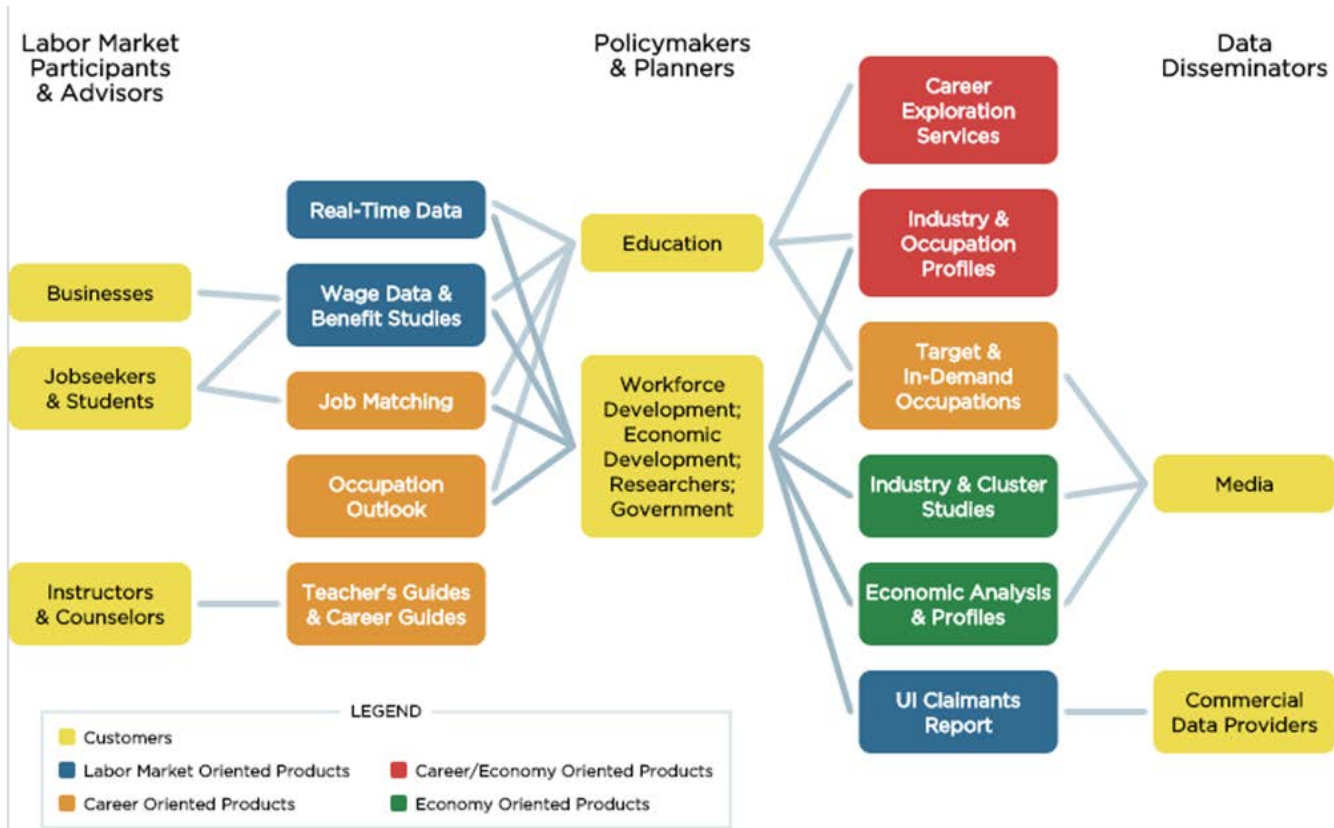 Labor Market
Participants
& Advisors
Policymakers
& Planners
Data
Disseminators
Businesses
Jobseekers
& Students
Instructors
& Counselors
Real-Time Data
Wage Data &
Benefit Studies
Job Matching
Occupation
Outlook
Teacher's Guides
& Career Guides
Education
Workforce
Development;
Economic
Development;
Researchers;
Government
Career
Exploration
Services
Industry &
Occupation
Profiles
Target &
In-Demand
Occupations
Industry & Cluster
Studies
Economic Analysis
& Profiles
UI Claimants
Report
Media
Commercial
Data Providers
LEGEND
Customers
Labor Market Oriented Products
Career Oriented Products
Career/Economy Oriented Products
Economy Oriented Products